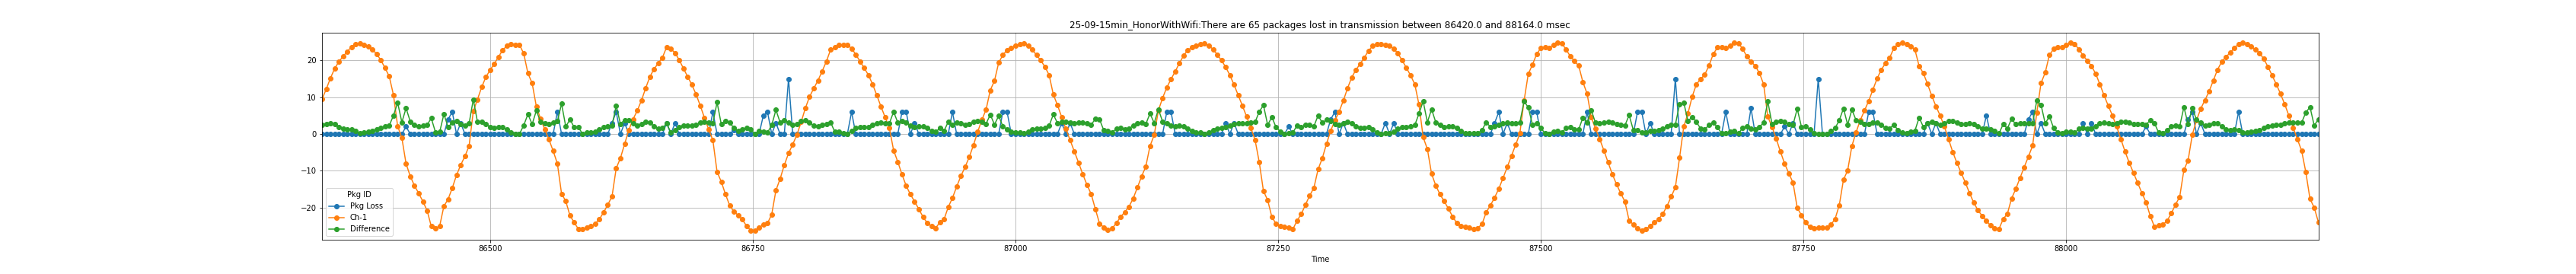 25-09-15min_HonorWithWifi:There are 65 packages lost in transmission between 86420.0 and 88164.0 msec
20
10
0
−10
−20
Pkg ID
Pkg Loss
Ch-1
Difference
86500 86750 87000 87250 87500 87750 88000
Time